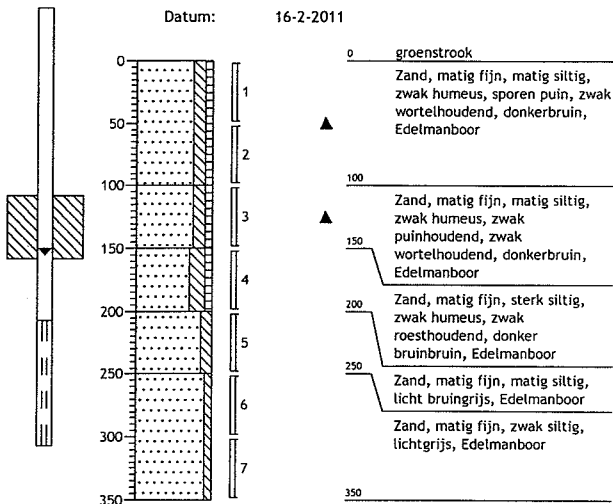 Datum: 16-2-2011
0
50
100
150
200
250
300
350
1
2
3
4
5
6
7
0 groenstrook
Zand, matig fijn, matig siltig,
zwak humeus, sporen puin, zwak
wortelhoudend, donkerbruin,
Edelmanboor
100
Zand, matig fijn, matig siltig,
zwak humeus, zwak
puinhoudend, zwak
wortelhoudend, donkerbruin,
Edelmanboor
150
Zand, matig fijn, sterk siltig,
zwak humeus, zwak
roesthoudend, donker
bruinbruin, Edelmanboor
200
Zand, matig fijn, matig siltig,
licht bruingrijs, Edelmanboor
250
Zand, matig fijn, zwak siltig,
lichtgrijs, Edelmanboor
350